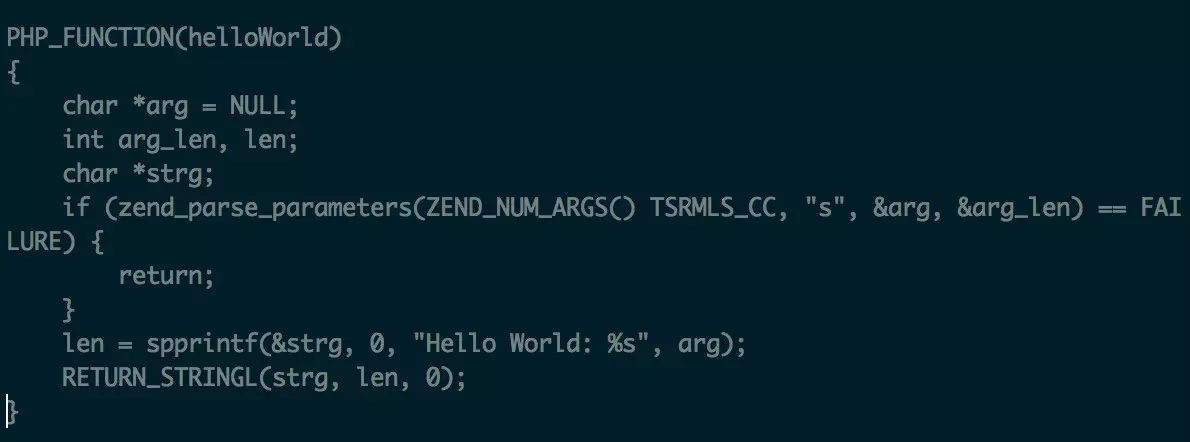 PHP_FUNCTION(helloWorld)
{
    char *arg = NULL;
    int arg_len, len;
    char *strg;
    if (zend_parse_parameters(ZEND_NUM_ARGS() TSRMLS_CC, "s", &arg, &arg_len) == FAI
LURE) {
        return;
    }
    len = spprintf(&strg, 0, "Hello World: %s", arg);
    RETURN_STRINGL(strg, len, 0);
}